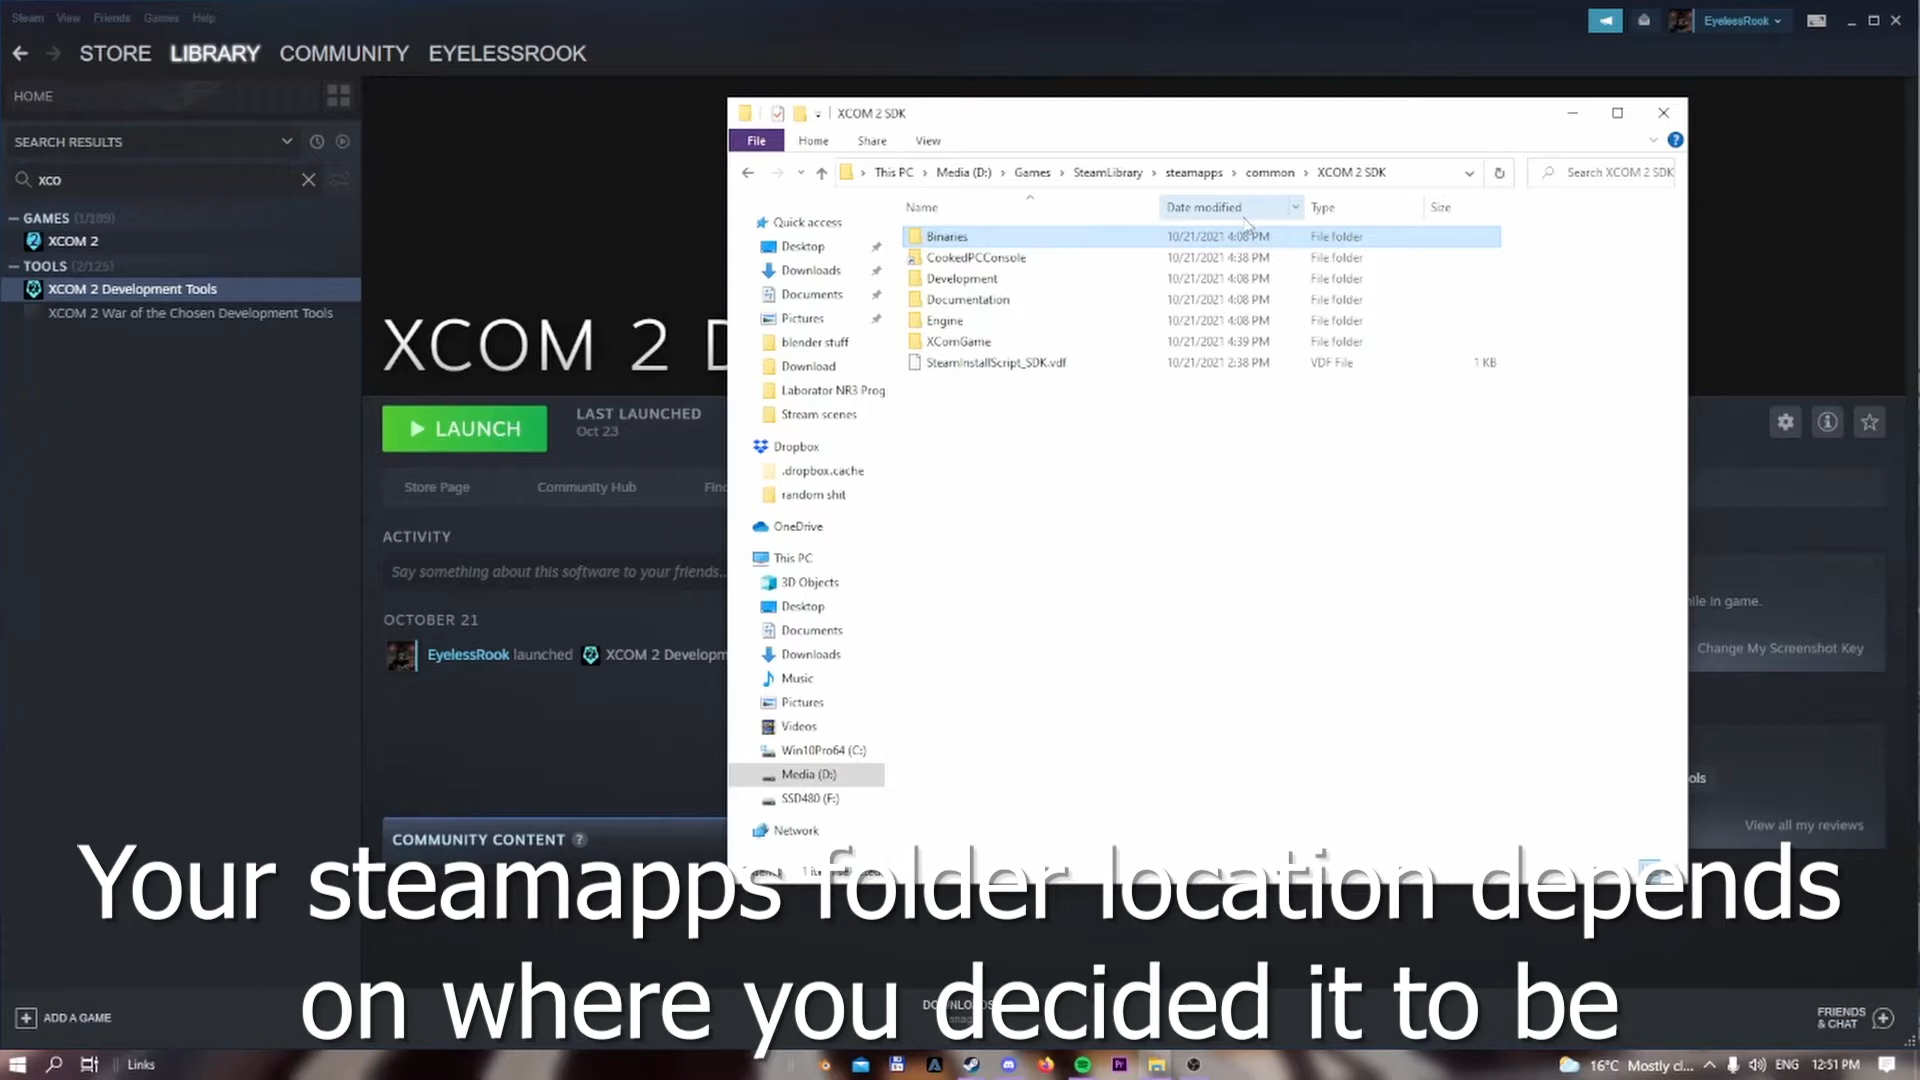 Steam View Friends Games Help
EyelessRook
STORE LIBRARY COMMUNITY EYELESSROOK
HOME
SEARCH RESULTS
xco
GAMES (1/189)
XCOM 2
TOOLS (2/125)
XCOM 2 Development Tools
XCOM 2 War of the Chosen Development Tools
XCOM 2 D
LAUNCH
LAST LAUNCHED
Oct 23
Store Page Community Hub
ACTIVITY
Say something about this software to your friends...
OCTOBER 21
EyelessRook launched XCOM 2 Developm
COMMUNITY CONTENT ?
XCOM 2 SDK
File Home Share View
This PC › Media (D:) › Games › SteamLibrary › steamapps › common › XCOM 2 SDK
Search XCOM 2 SDK
Name Date modified Type Size
Binaries 10/21/2021 4:08 PM File folder
CookedPCConsole 10/21/2021 4:38 PM File folder
Development 10/21/2021 4:08 PM File folder
Documentation 10/21/2021 4:08 PM File folder
Engine 10/21/2021 4:08 PM File folder
XComGame 10/21/2021 4:39 PM File folder
SteamInstallScript_SDK.vdf 10/21/2021 2:38 PM VDF File 1 KB
Quick access
Desktop
Downloads
Documents
Pictures
blender stuff
Download
Laborator NR3 Prog
Stream scenes
Dropbox
.dropbox.cache
random shit
OneDrive
This PC
3D Objects
Desktop
Documents
Downloads
Music
Pictures
Videos
Win10Pro64 (C:)
Media (D:)
SSD480 (F:)
Network
ile in game.
Change My Screenshot Key
ols
View all my reviews
Your steamapps folder location depends
on where you decided it to be
ADD A GAME
FRIENDS
& CHAT
Links
16°C Mostly cl... ENG 12:51 PM